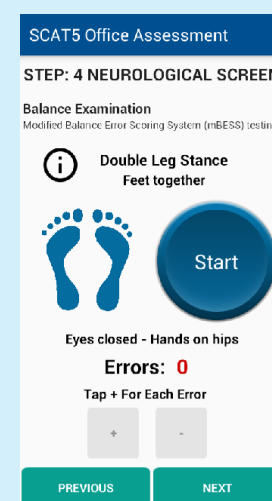 SCAT5 Office Assessment
STEP: 4 NEUROLOGICAL SCREEN
Balance Examination
Modified Balance Error Scoring System (mBESS) testin
Double Leg Stance
Feet together
Start
Eyes closed - Hands on hips
Errors: 0
Tap + For Each Error
+ -
PREVIOUS NEXT